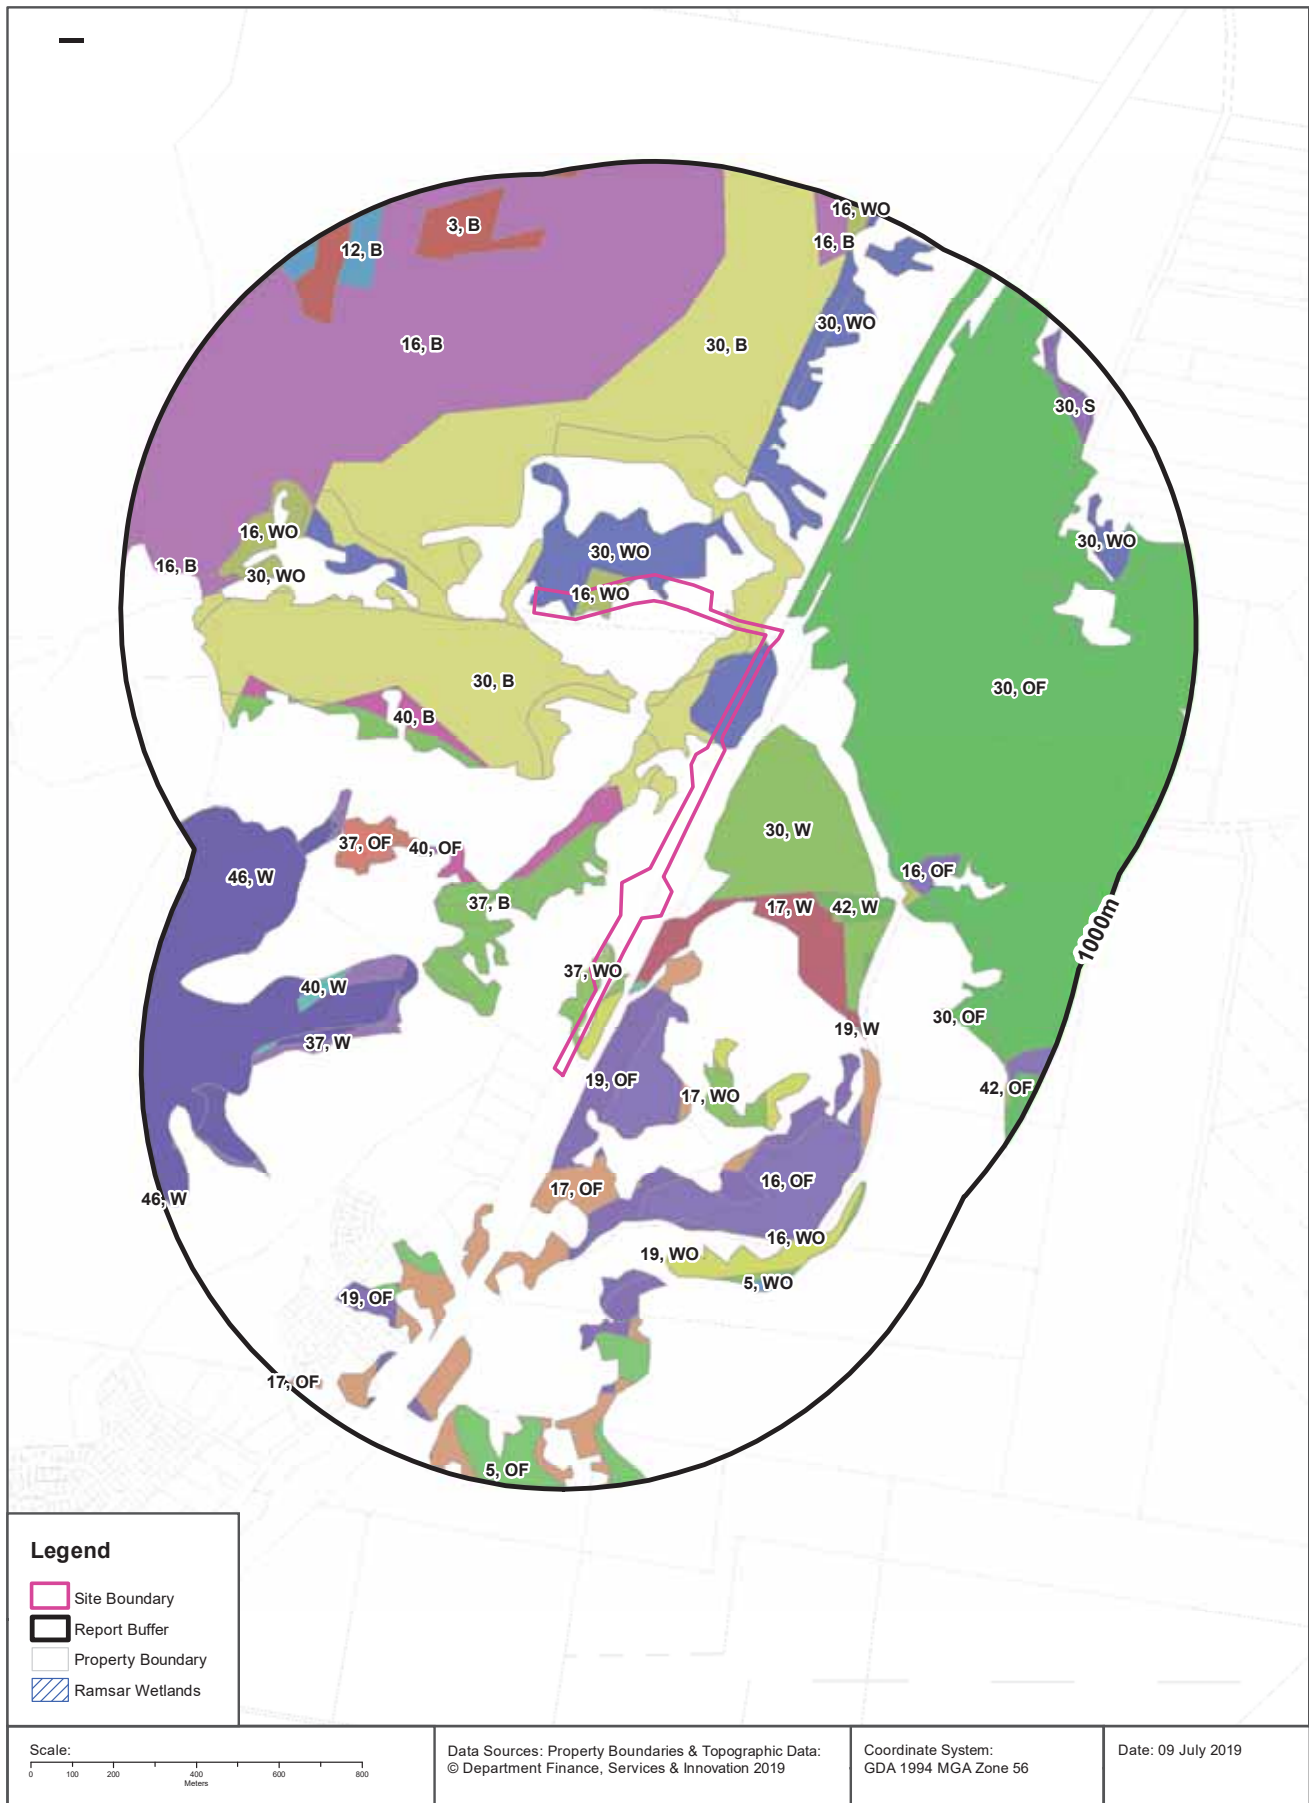 16, WO
3, B
16, B
12, B
30, WO
16, B
30, B
30, S
16, WO
30, WO
30, WO
16, B
30, WO
16, WO
30, B
30, OF
40, B
30, W
37, OF
40, OF
16, OF
46, W
37, B
17, W
42, W
1000m
37, WO
40, W
30, OF
19, W
37, W
19, OF
42, OF
17, WO
16, OF
17, OF
46, W
16, WO
19, WO
5, WO
19, OF
17, OF
5, OF
Legend
Site Boundary
Report Buffer
Property Boundary
Ramsar Wetlands
Scale:
0 100 200 400 600 800
Meters
Data Sources: Property Boundaries & Topographic Data:
© Department Finance, Services & Innovation 2019
Coordinate System:
GDA 1994 MGA Zone 56
Date: 09 July 2019